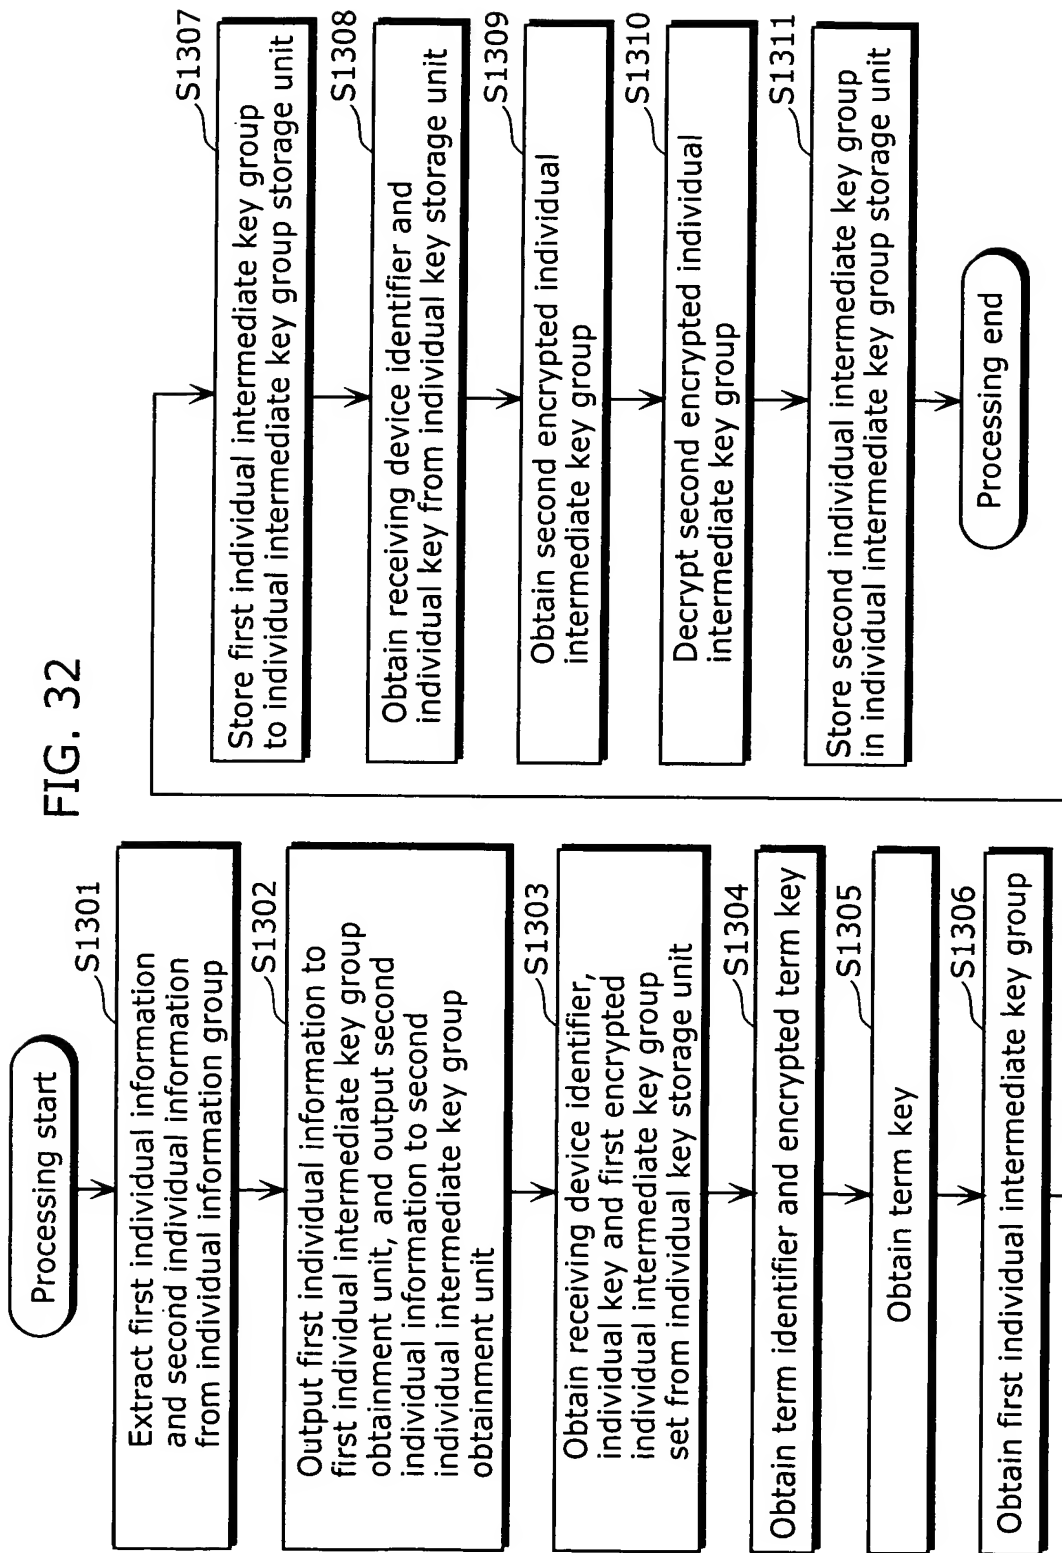 FIG. 32
Processing start
S1301
Extract first individual information
and second individual information
from individual information group
S1302
Output first individual information to
first individual intermediate key group
obtainment unit, and output second
individual information to second
individual intermediate key group
obtainment unit
S1303
Obtain receiving device identifier,
individual key and first encrypted
individual intermediate key group
set from individual key storage unit
S1304
Obtain term identifier and encrypted term key
S1305
Obtain term key
S1306
Obtain first individual intermediate key group
S1307
Store first individual intermediate key group
to individual intermediate key group storage unit
S1308
Obtain receiving device identifier and
individual key from individual key storage unit
S1309
Obtain second encrypted individual
intermediate key group
S1310
Decrypt second encrypted individual
intermediate key group
S1311
Store second individual intermediate key group
in individual intermediate key group storage unit
Processing end